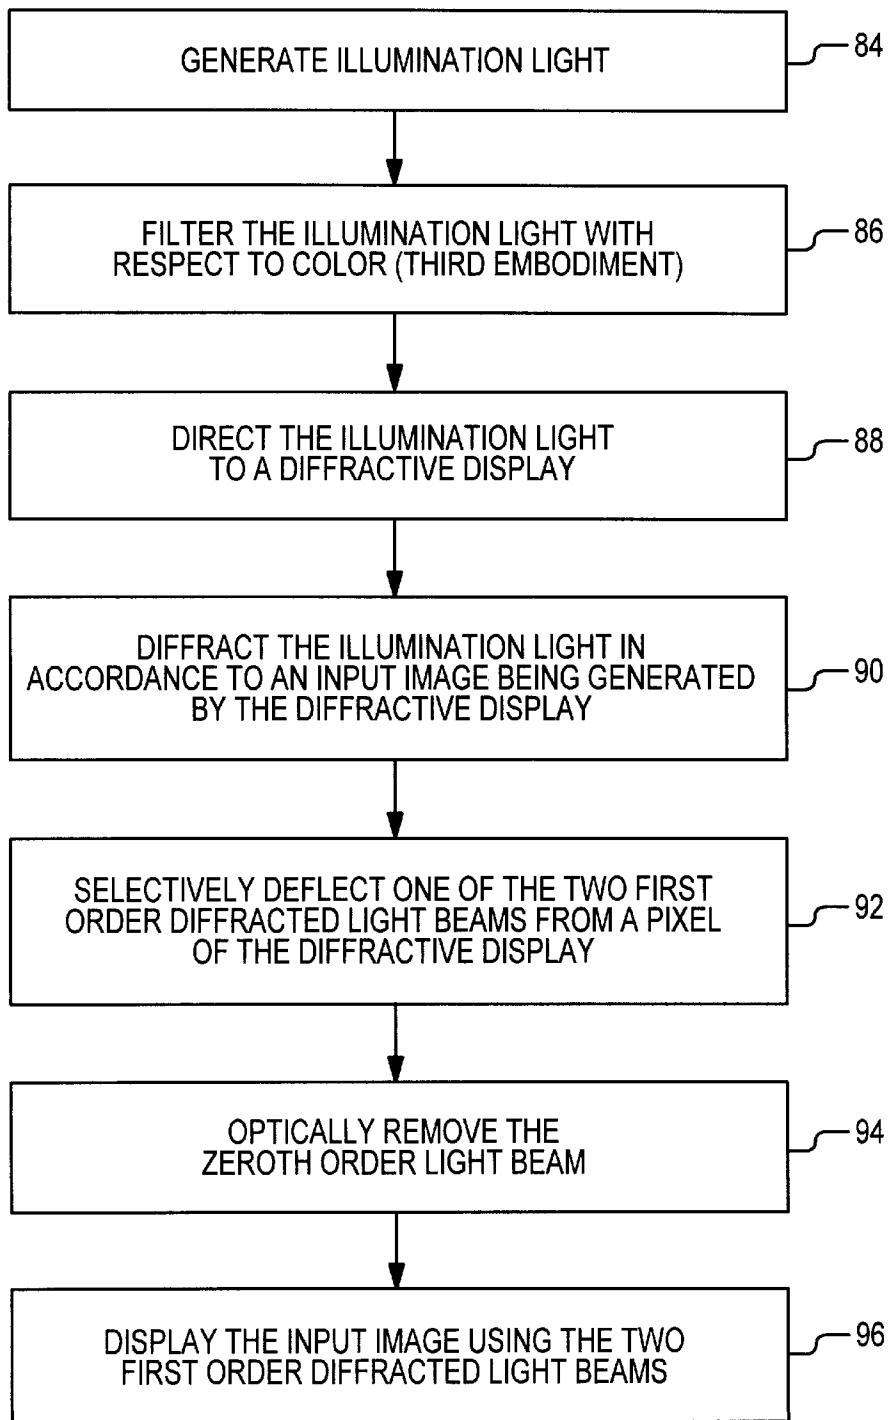 GENERATE ILLUMINATION LIGHT
84
FILTER THE ILLUMINATION LIGHT WITH
RESPECT TO COLOR (THIRD EMBODIMENT)
86
DIRECT THE ILLUMINATION LIGHT
TO A DIFFRACTIVE DISPLAY
88
DIFFRACT THE ILLUMINATION LIGHT IN
ACCORDANCE TO AN INPUT IMAGE BEING GENERATED
BY THE DIFFRACTIVE DISPLAY
90
SELECTIVELY DEFLECT ONE OF THE TWO FIRST
ORDER DIFFRACTED LIGHT BEAMS FROM A PIXEL
OF THE DIFFRACTIVE DISPLAY
92
OPTICALLY REMOVE THE
ZEROTH ORDER LIGHT BEAM
94
DISPLAY THE INPUT IMAGE USING THE TWO
FIRST ORDER DIFFRACTED LIGHT BEAMS
96